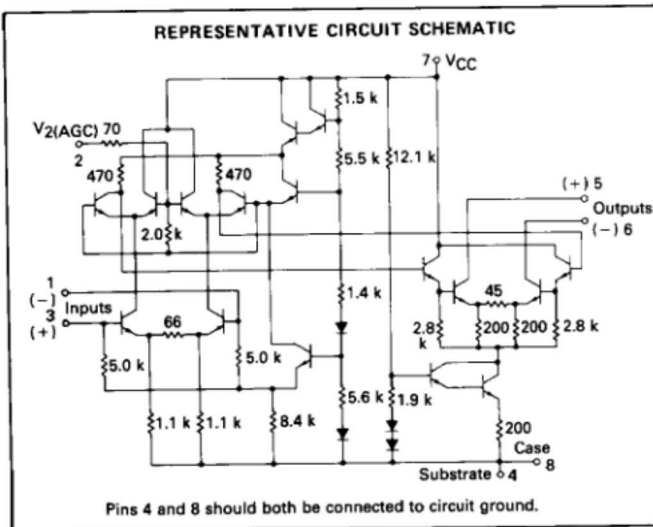 REPRESENTATIVE CIRCUIT SCHEMATIC
7 VCC
1.5 k
V2(AGC) 70
2
5.5 k
12.1 k
470
470
(+) 5
Outputs
(-) 6
2.0 k
1
(-)
Inputs
3
(+)
66
45
1.4 k
2.8 k
200
200
2.8 k
5.0 k
5.0 k
5.6 k
1.9 k
1.1 k
1.1 k
8.4 k
200
Case
8
Substrate 4
Pins 4 and 8 should both be connected to circuit ground.